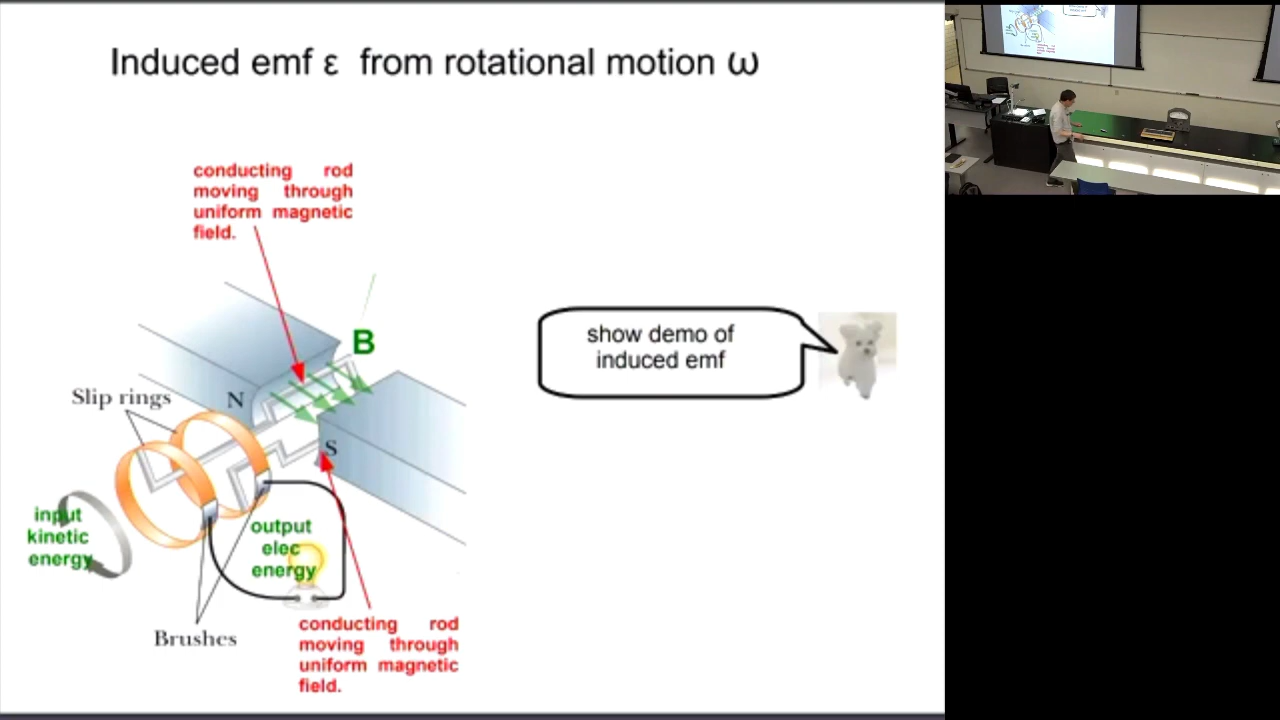 Induced emf ε from rotational motion ω
conducting rod
moving through
uniform magnetic
field.
B
show demo of
induced emf
Slip rings
N
S
input
kinetic
energy
output
elec
energy
Brushes
conducting rod
moving through
uniform magnetic
field.